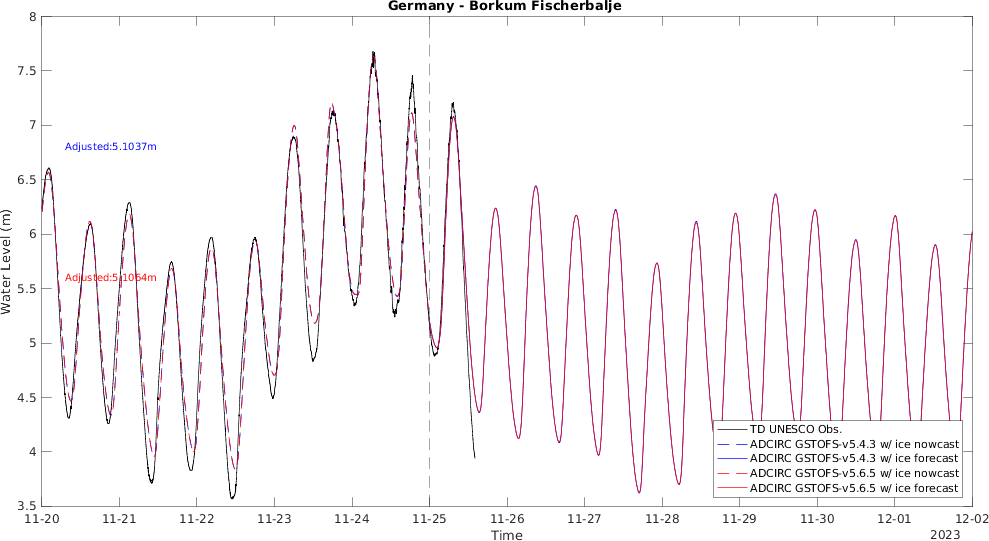 Germany - Borkum Fischerbalje
8
7.5
7
6.5
6
5.5
5
4.5
4
3.5
Water Level (m)
Adjusted:5.1037m
Adjusted:5.1064m
TD UNESCO Obs.
ADCIRC GSTOFS-v5.4.3 w/ ice nowcast
ADCIRC GSTOFS-v5.4.3 w/ ice forecast
ADCIRC GSTOFS-v5.6.5 w/ ice nowcast
ADCIRC GSTOFS-v5.6.5 w/ ice forecast
11-20 11-21 11-22 11-23 11-24 11-25 11-26 11-27 11-28 11-29 11-30 12-01 12-02
Time
2023